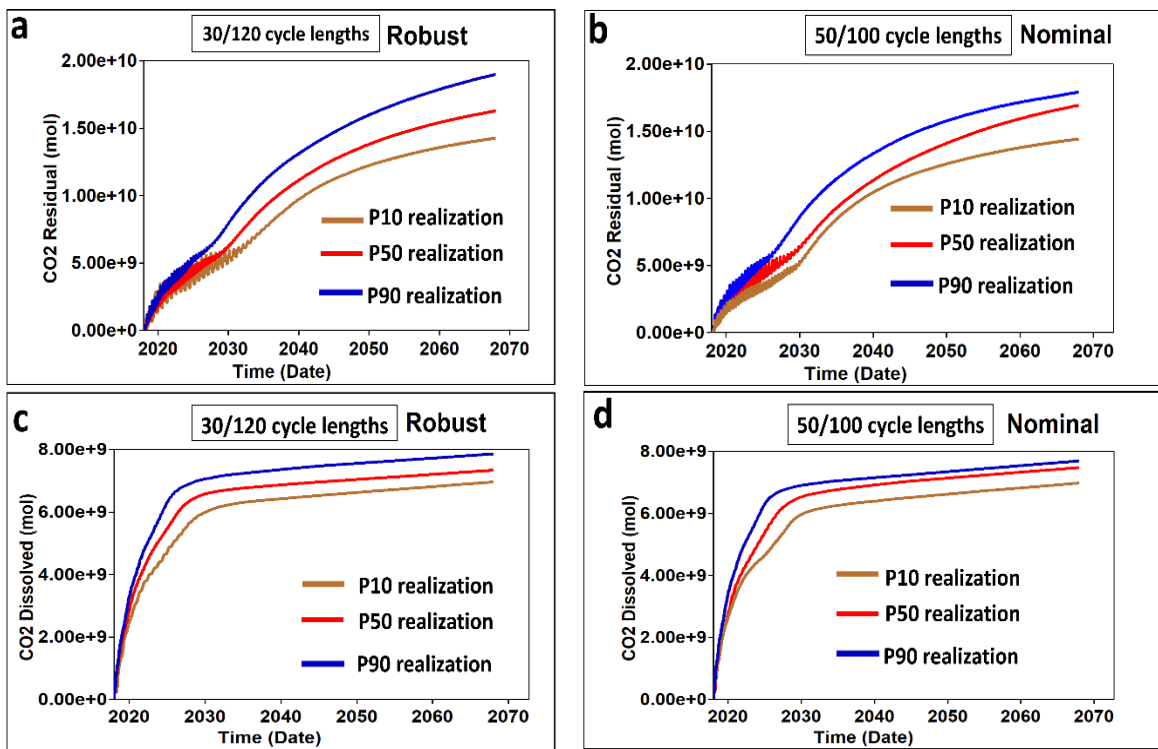 a
30/120 cycle lengths Robust
2.00e+10
1.50e+10
1.00e+10
5.00e+9
0.00e+0
CO2 Residual (mol)
P10 realization
P50 realization
P90 realization
2020 2030 2040 2050 2060 2070
Time (Date)
b
50/100 cycle lengths Nominal
2.00e+10
1.50e+10
1.00e+10
5.00e+9
0.00e+0
CO2 Residual (mol)
P10 realization
P50 realization
P90 realization
2020 2030 2040 2050 2060 2070
Time (Date)
c
30/120 cycle lengths Robust
8.00e+9
6.00e+9
4.00e+9
2.00e+9
0.00e+0
CO2 Dissolved (mol)
P10 realization
P50 realization
P90 realization
2020 2030 2040 2050 2060 2070
Time (Date)
d
50/100 cycle lengths Nominal
8.00e+9
6.00e+9
4.00e+9
2.00e+9
0.00e+0
CO2 Dissolved (mol)
P10 realization
P50 realization
P90 realization
2020 2030 2040 2050 2060 2070
Time (Date)